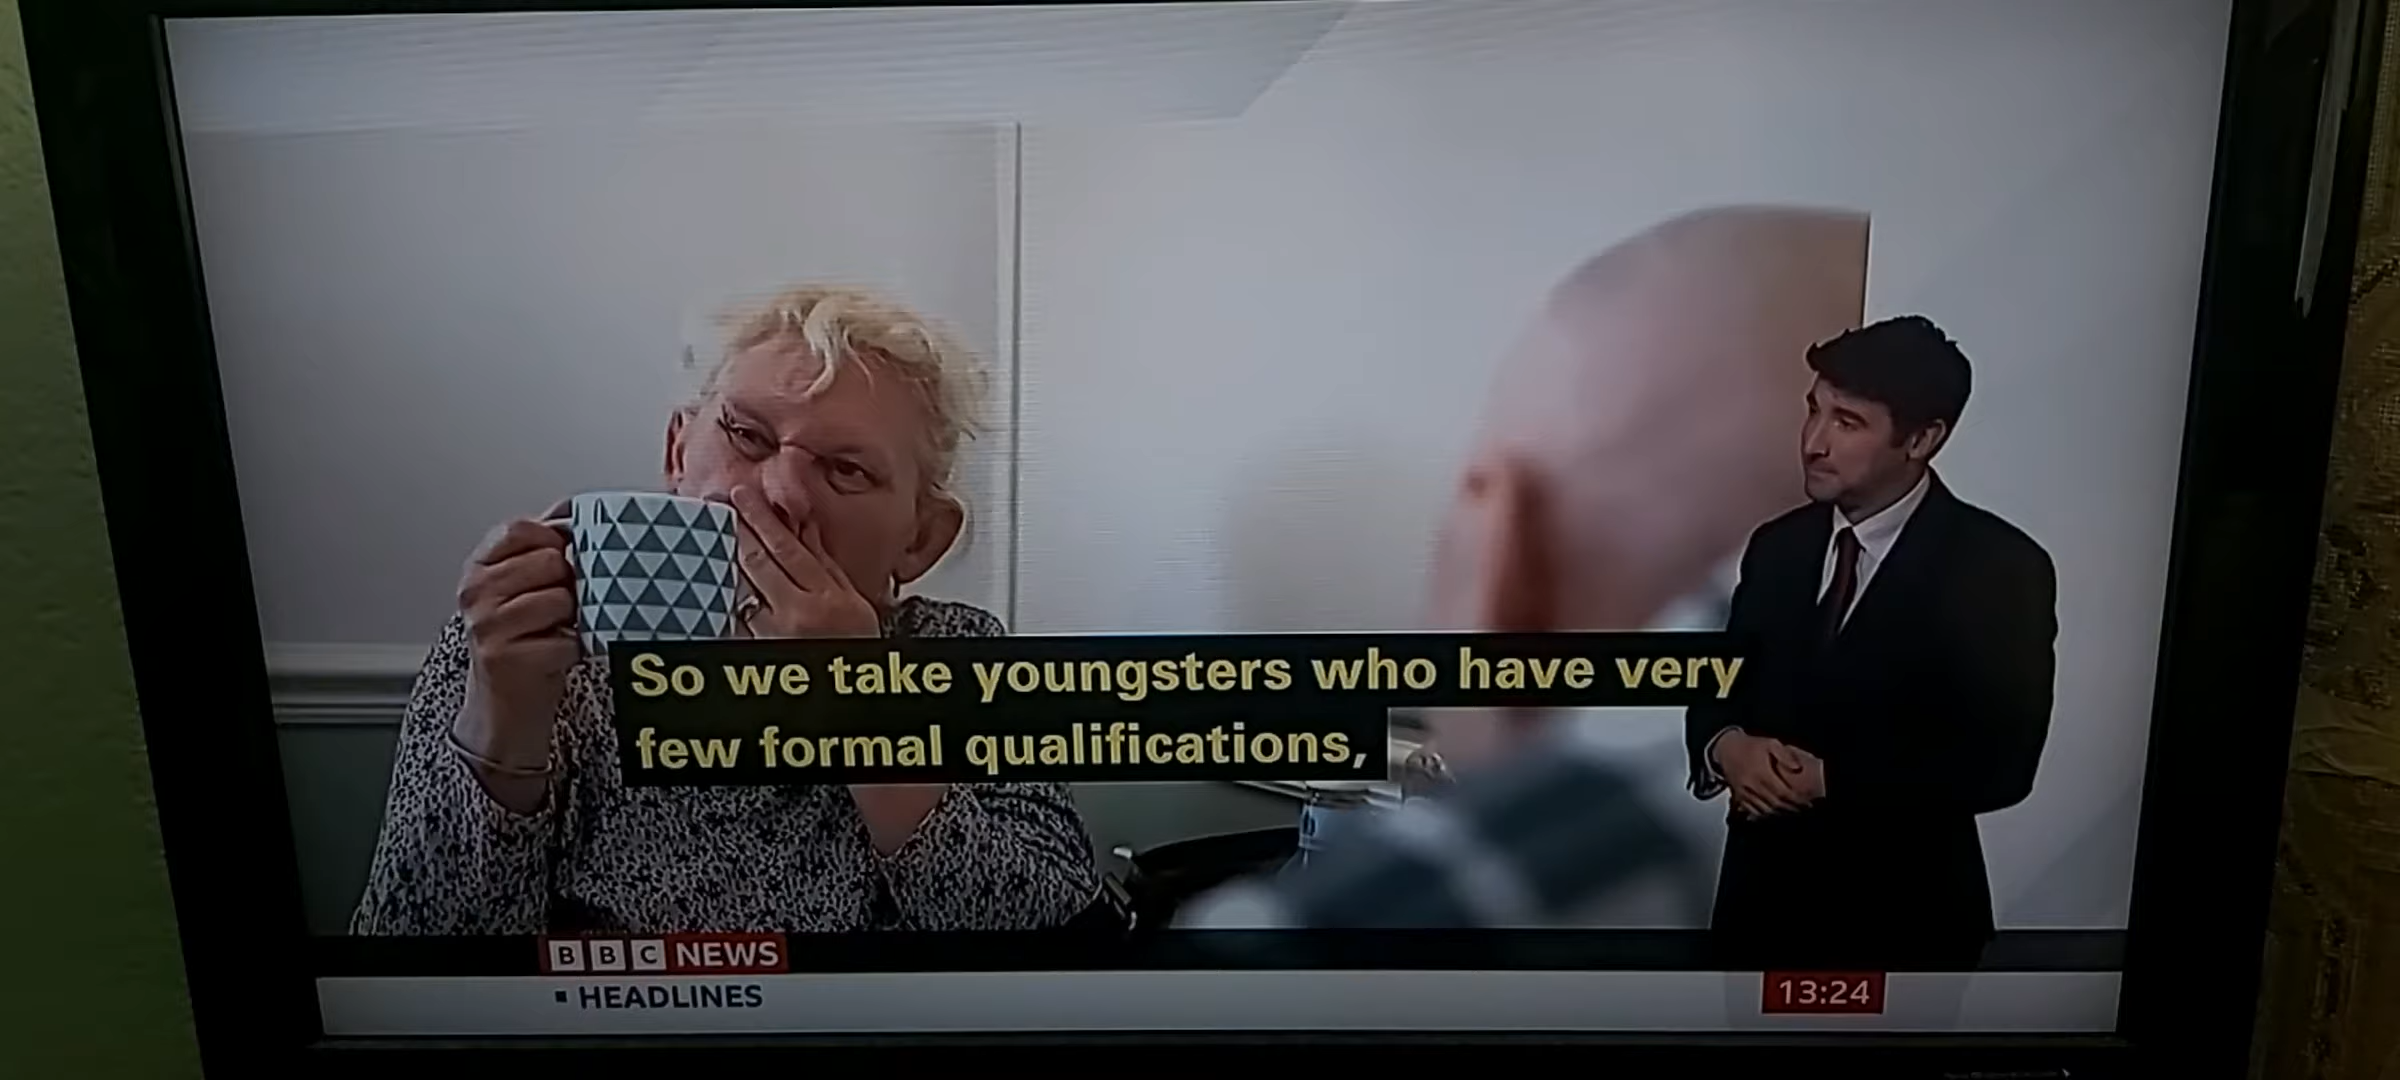 So we take youngsters who have very
few formal qualifications,
BBC NEWS
▪ HEADLINES
13:24